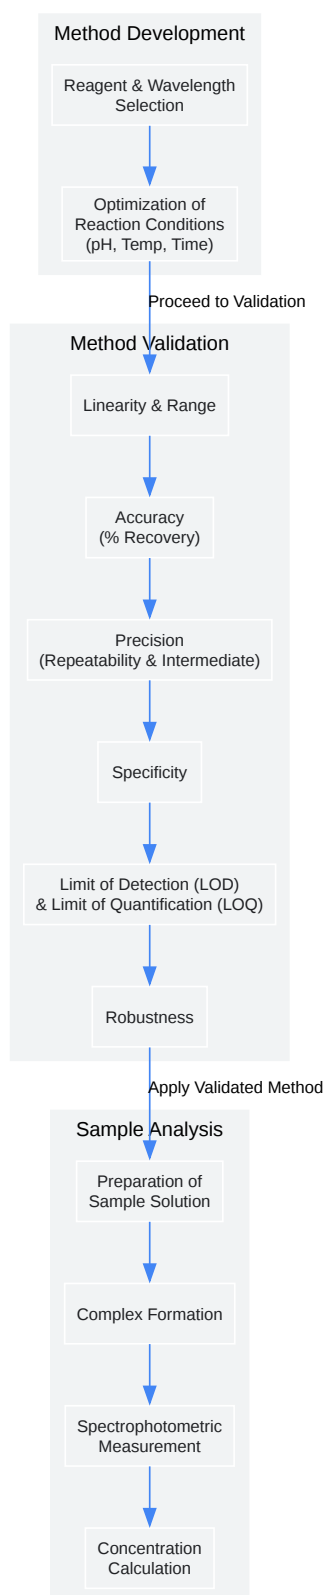 Method Development
Reagent & Wavelength
Selection
Optimization of
Reaction Conditions
(pH, Temp, Time)
Proceed to Validation
Method Validation
Linearity & Range
Accuracy
(% Recovery)
Precision
(Repeatability & Intermediate)
Specificity
Limit of Detection (LOD)
& Limit of Quantification (LOQ)
Robustness
Apply Validated Method
Sample Analysis
Preparation of
Sample Solution
Complex Formation
Spectrophotometric
Measurement
Concentration
Calculation